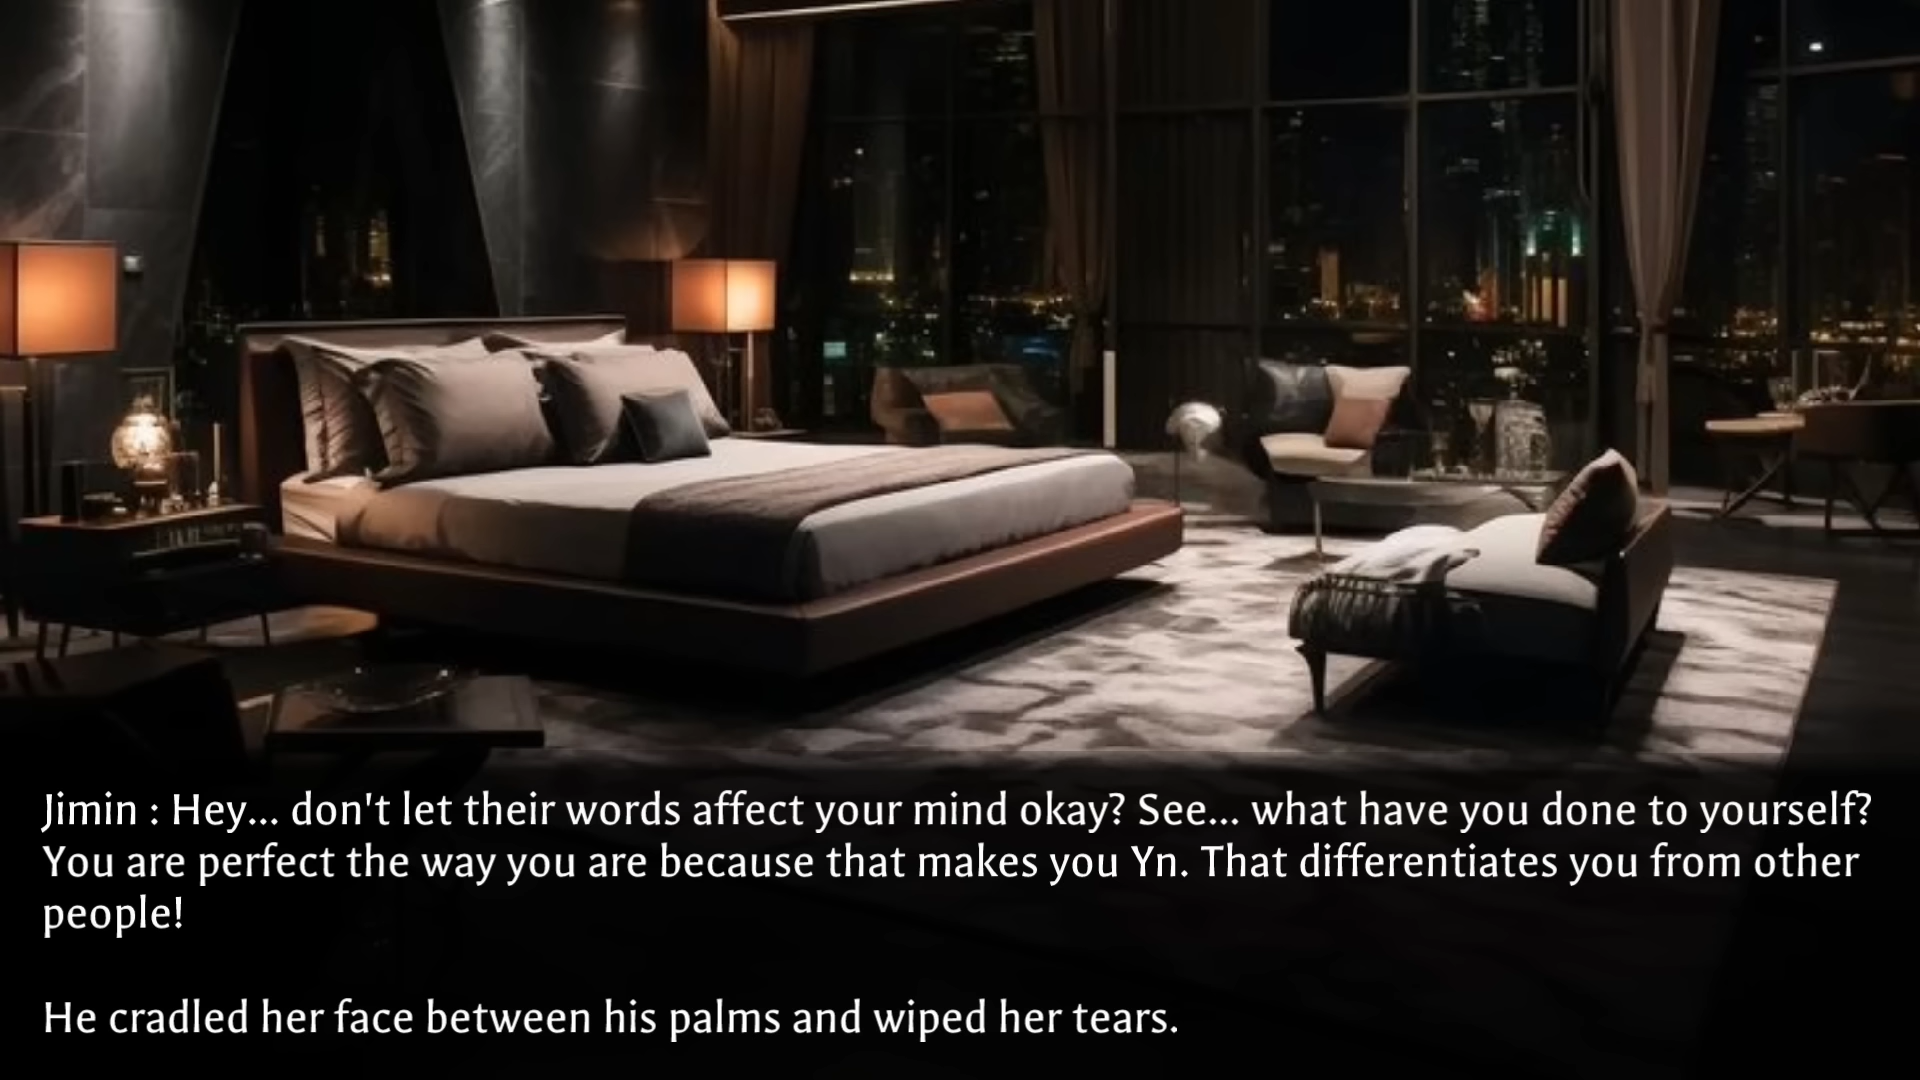 Jimin : Hey... don't let their words affect your mind okay? See... what have you done to yourself?
You are perfect the way you are because that makes you Yn. That differentiates you from other
people!
He cradled her face between his palms and wiped her tears.